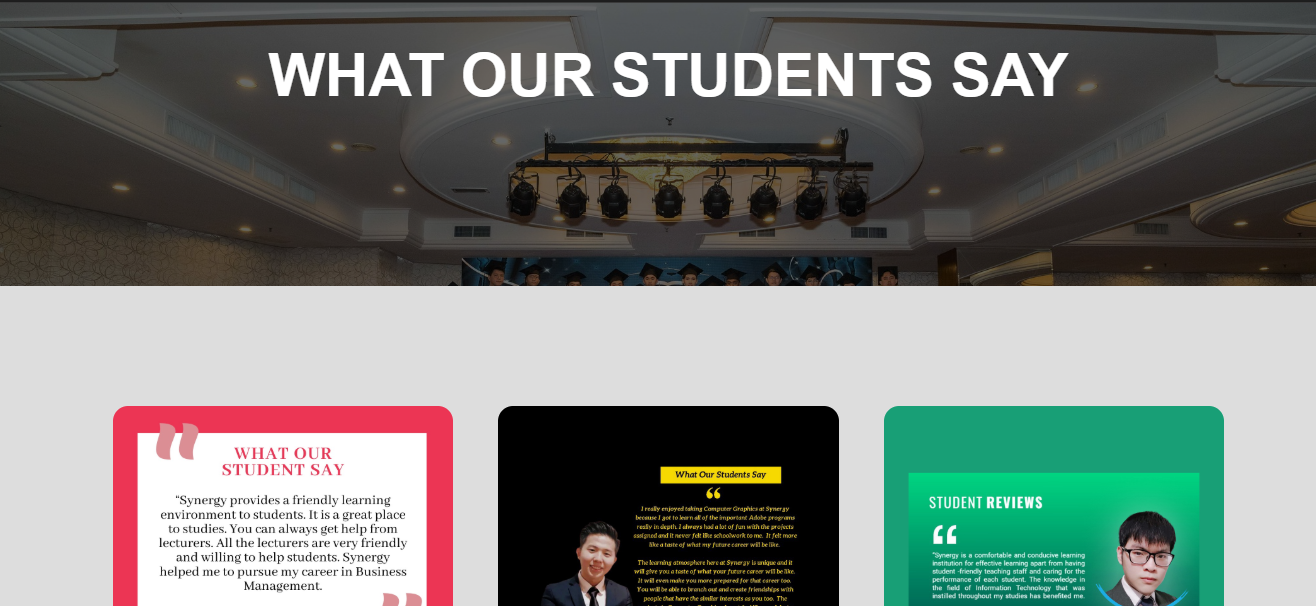 WHAT OUR STUDENTS SAY
WHAT OUR
STUDENT SAY
“Synergy provides a friendly learning
environment to students. It is a great place
to studies. You can always get help from
lecturers. All the lecturers are very friendly
and willing to help students. Synergy
helped me to pursue my career in Business
Management.
What Our Students Say
I really enjoyed taking Computer Graphics at Synergy
because I got to learn all of the important Adobe programs
really in depth. I always had a lot of fun with the projects
assigned and it never felt like schoolwork to me. It felt more
like a taste of what my future career will be like.
The learning atmosphere here at Synergy is unique and it
will give you a taste of what your future career will be like.
It will even make you more prepared for that career too.
You will be able to branch out and create friendships with
people that have the similar interests as you too. The
STUDENT REVIEWS
“Synergy is a comfortable and conducive learning
institution for effective learning apart from having
student -friendly teaching staff and caring for the
performance of each student. The knowledge in
the field of Information Technology that was
instilled throughout my studies has benefited me.